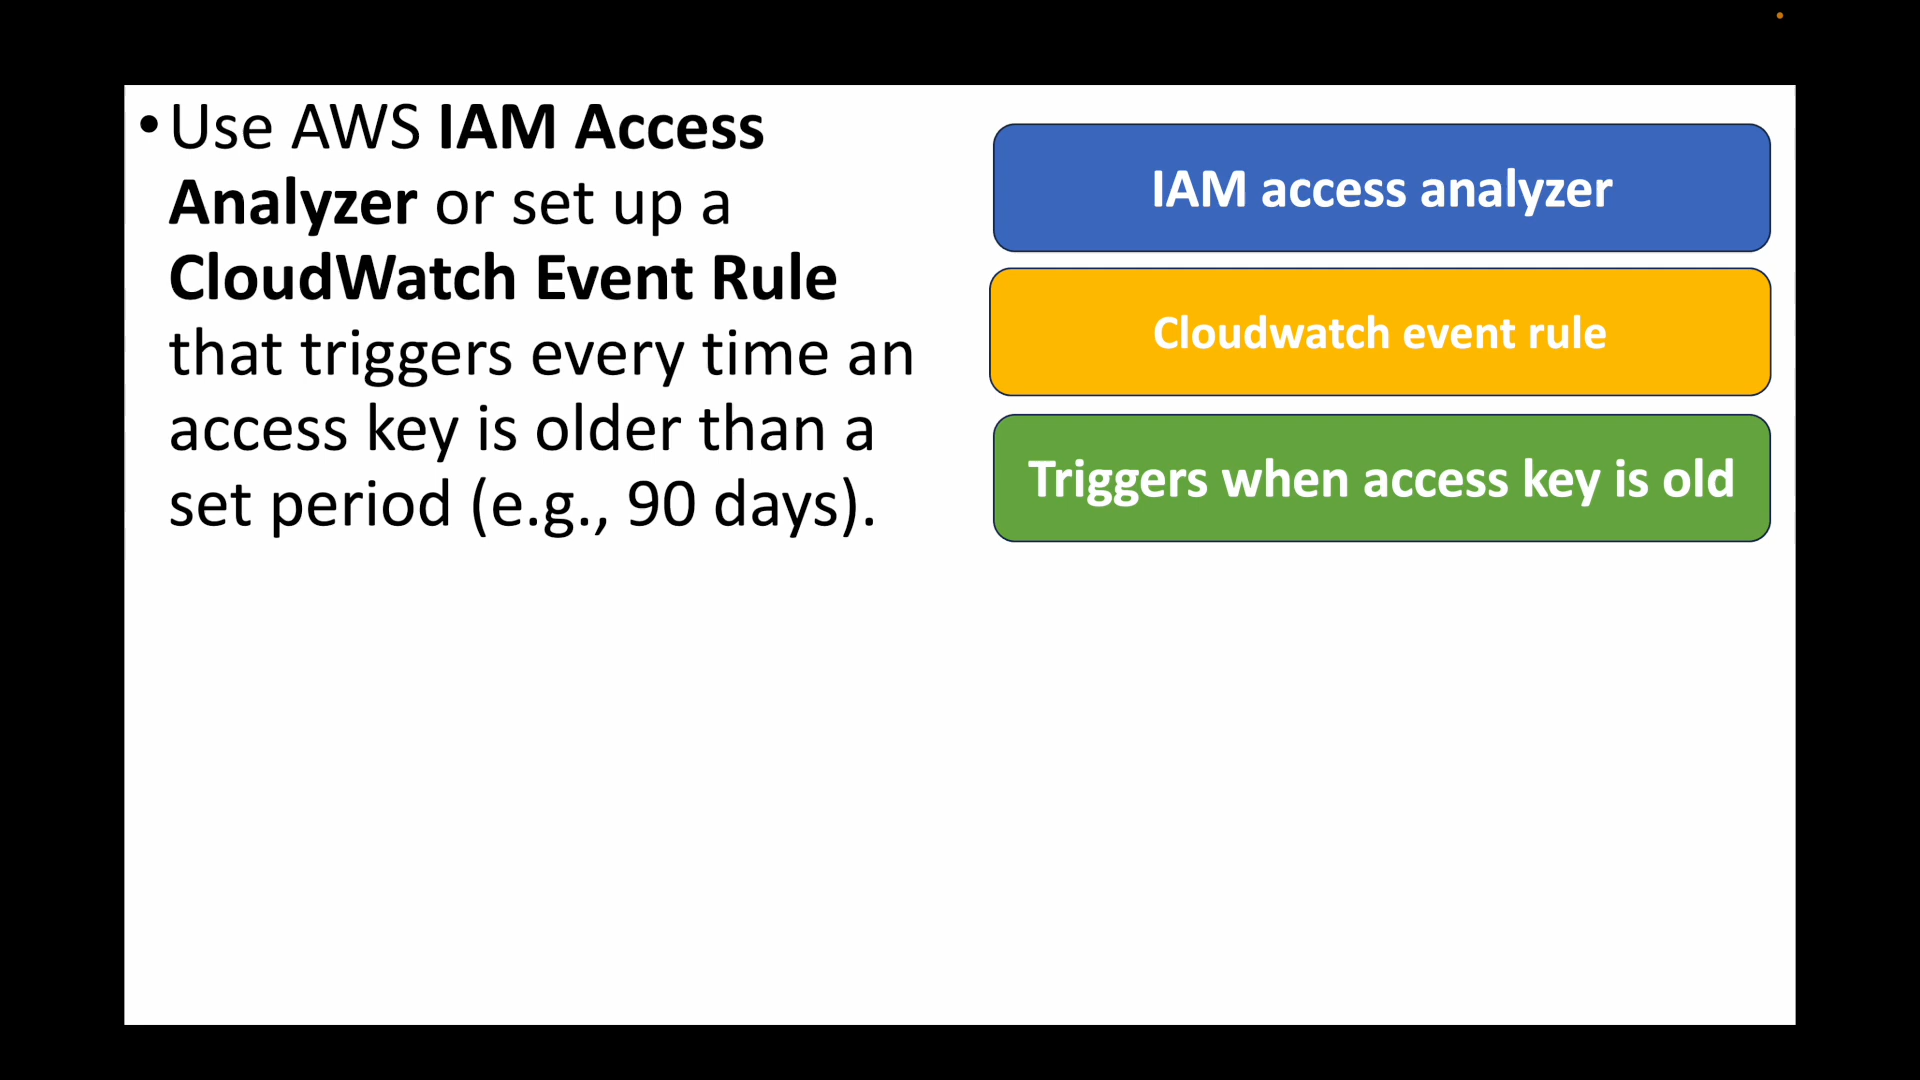 •Use AWS IAM Access
Analyzer or set up a
CloudWatch Event Rule
that triggers every time an
access key is older than a
set period (e.g., 90 days).
IAM access analyzer
Cloudwatch event rule
Triggers when access key is old